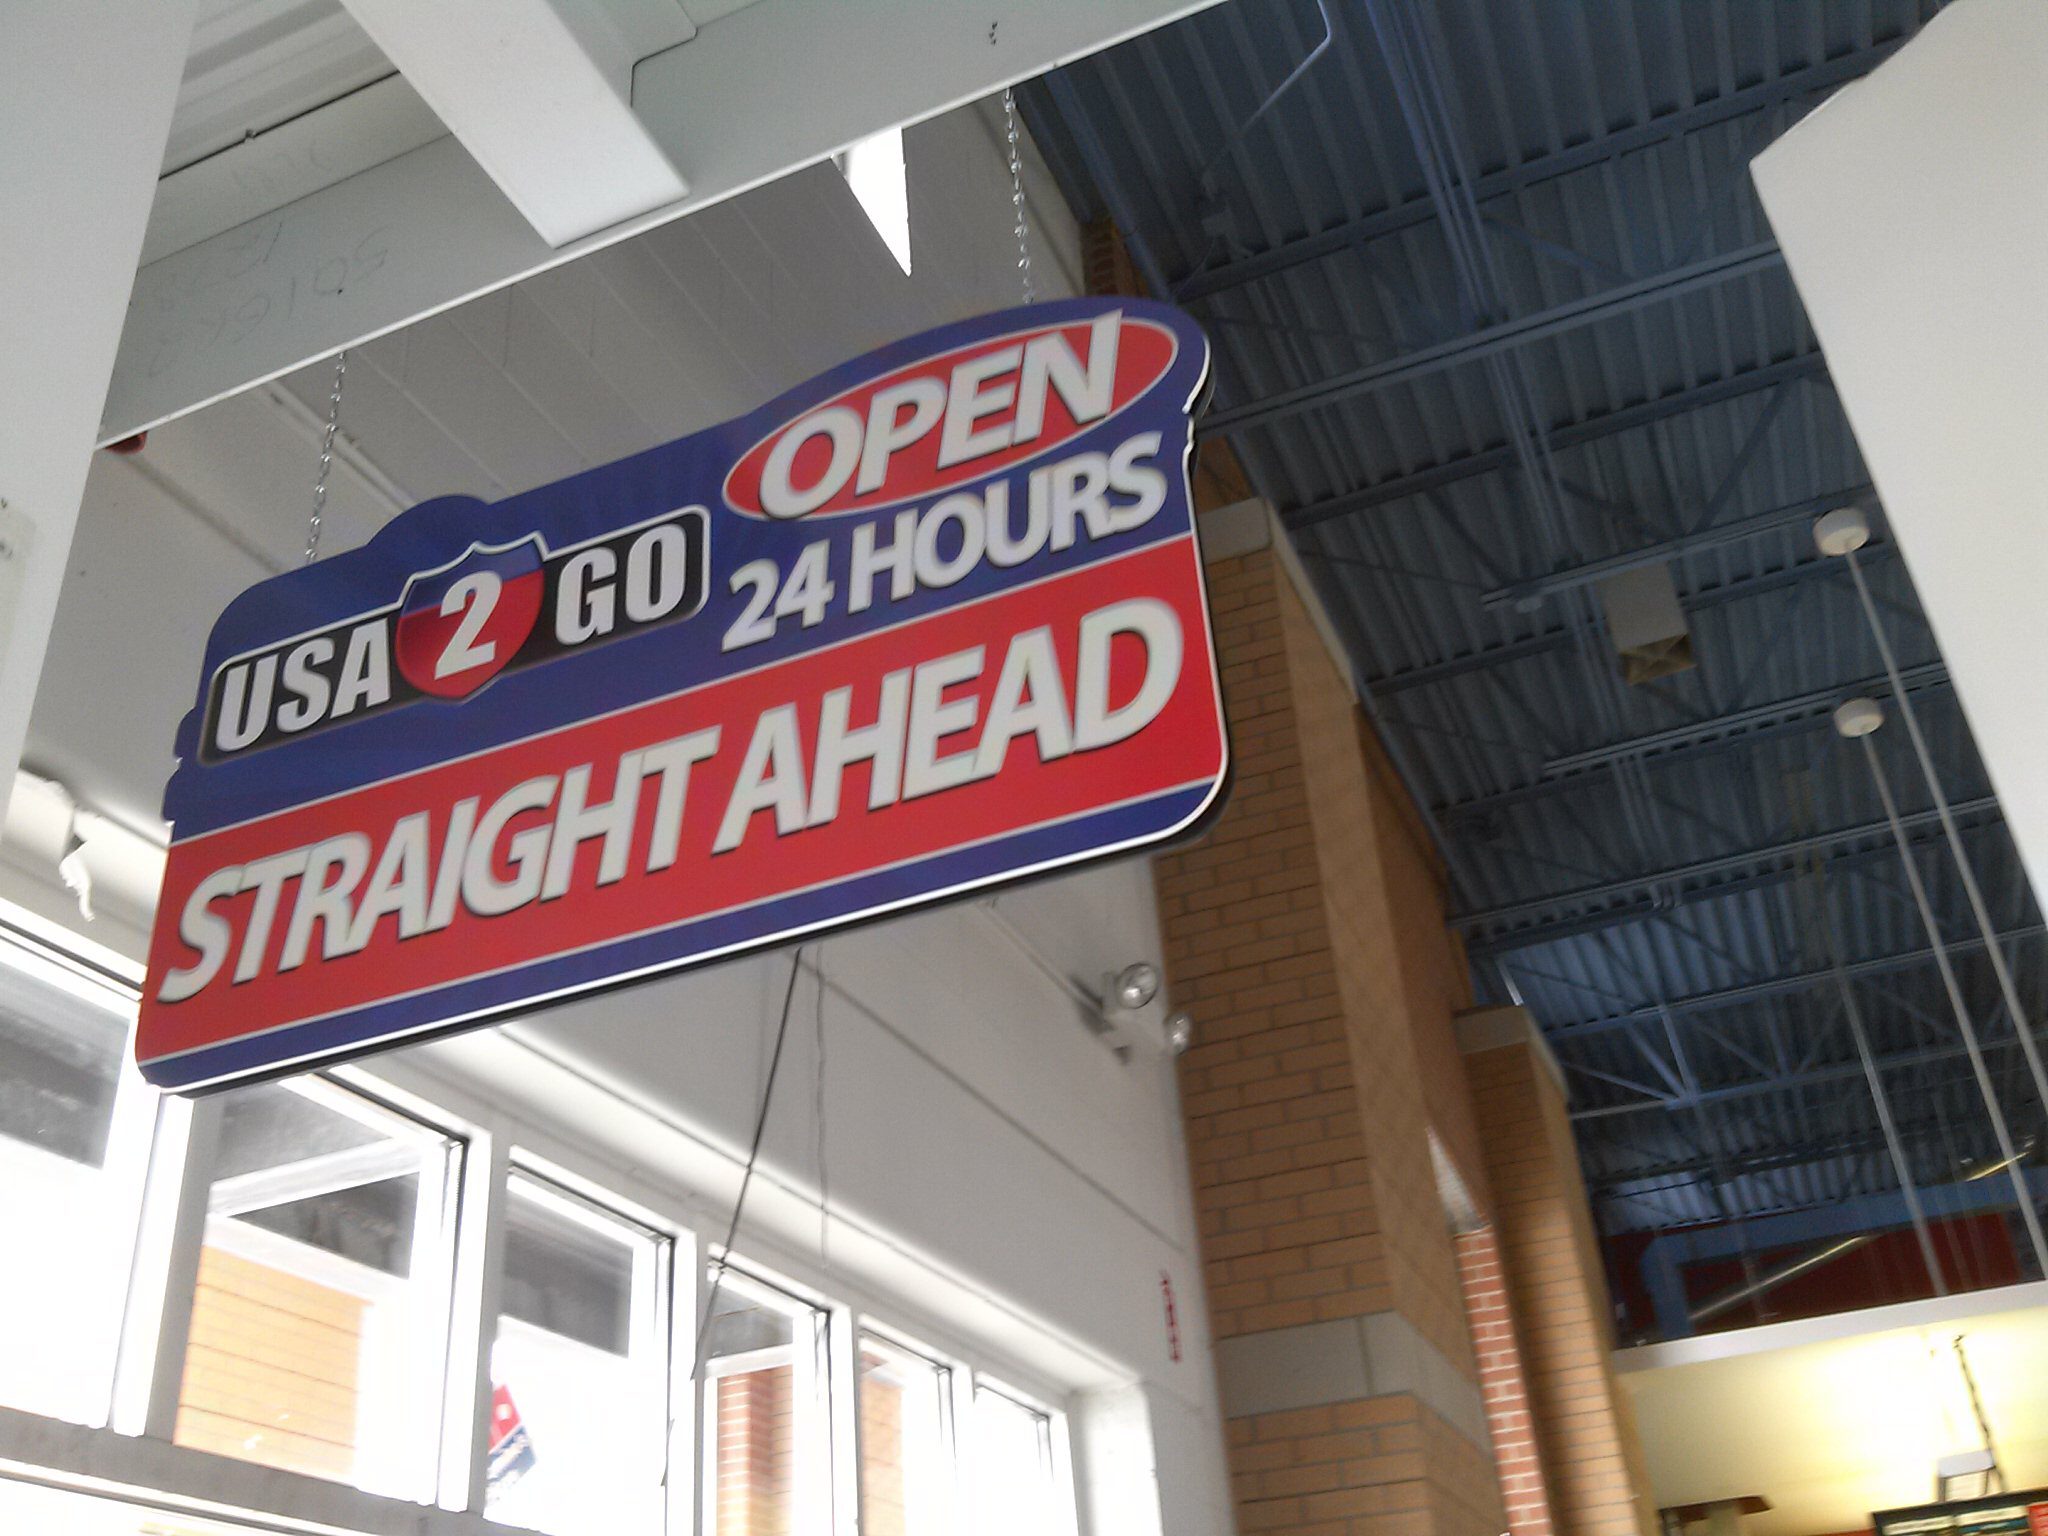 USA 2 GO
OPEN
24 HOURS
STRAIGHT AHEAD